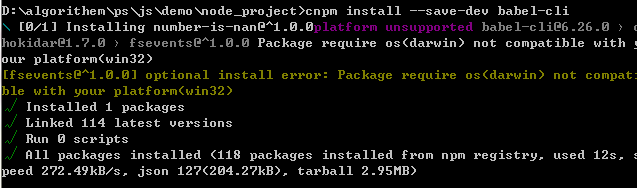 D:\algorithem\ps\js\demo\node_project>cnpm install --save-dev babel-cli
\ [0/1] Installing number-is-nan@^1.0.0platform unsupported babel-cli@6.26.0 › c
hokidar@1.7.0 › fsevents@^1.0.0 Package require os(darwin) not compatible with y
our platform(win32)
[fsevents@^1.0.0] optional install error: Package require os(darwin) not compati
ble with your platform(win32)
√ Installed 1 packages
√ Linked 114 latest versions
√ Run 0 scripts
√ All packages installed (118 packages installed from npm registry, used 12s, s
peed 272.49kB/s, json 127(204.27kB), tarball 2.95MB)